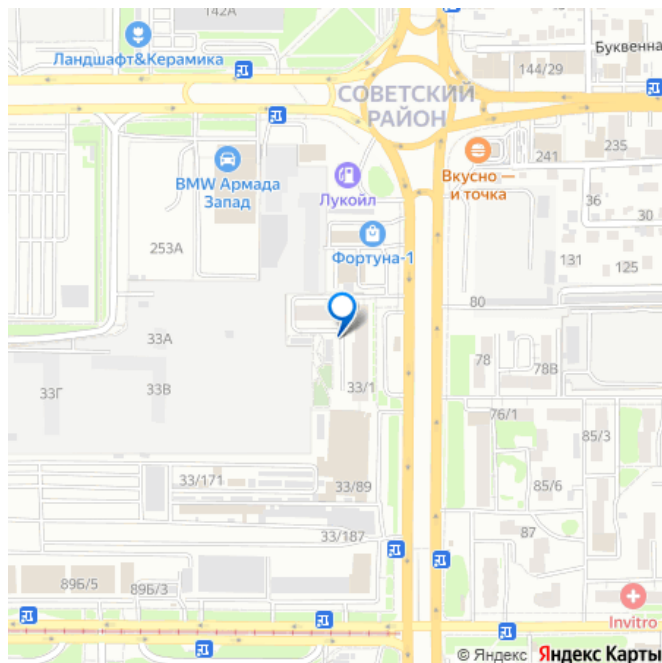 142А
Ландшафт&Керамика
Буквенна
144/29
СОВЕТСКИЙ
РАЙОН
BMW Армада
Запад
Лукойл
Вкусно —
и точка
241
235
36
30
253А
Фортуна-1
131
125
80
33А
78
78В
33Г
33В
33/1
76/1
85/3
33/171
33/89
85/6
33/187
87
89Б/5
89Б/3
Invitro
© Яндекс Яндекс Карты